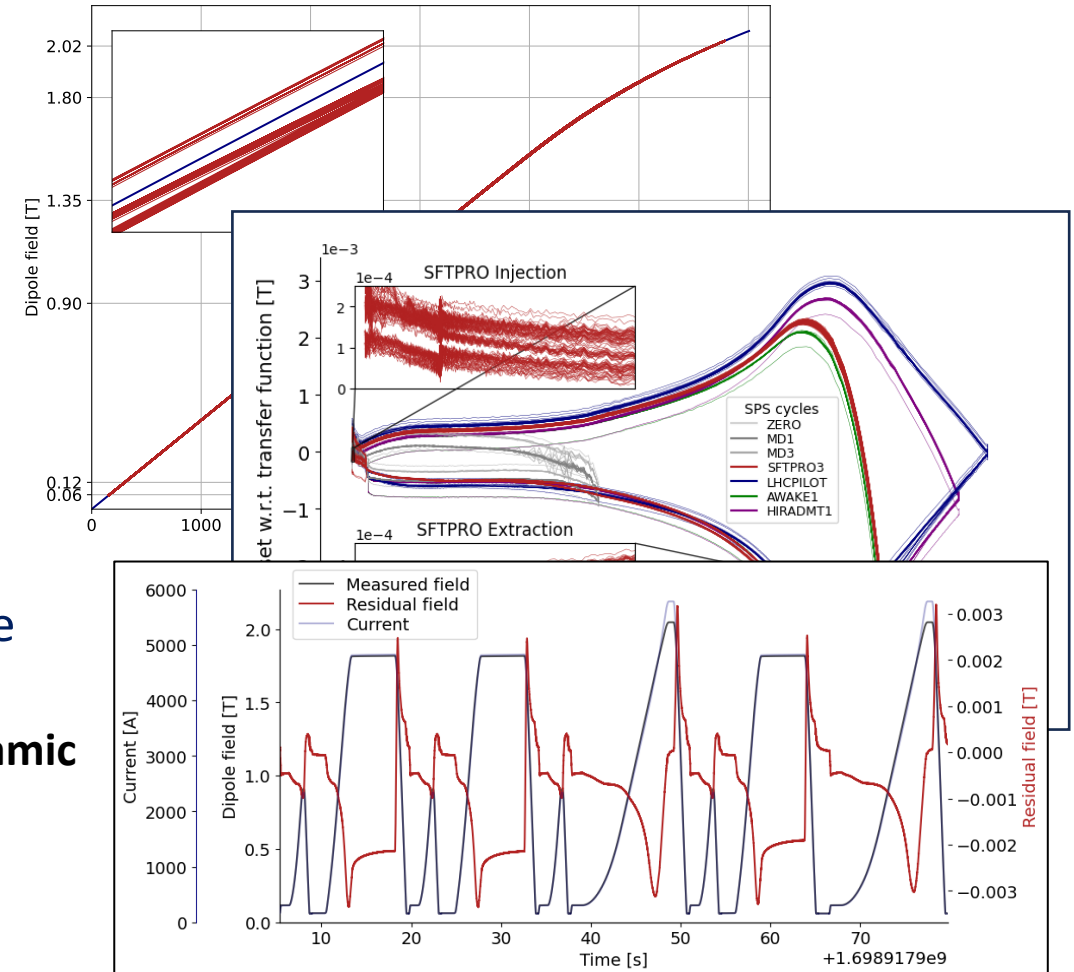 2.02
1.80
1.35
0.90
0.12
0.06
Dipole field [T]
0
1000
1e−3
3
2
1
0
−1
et w.r.t. transfer function [T]
SFTPRO Injection
1e−4
2
1
0
SPS cycles
ZERO
MD1
MD3
SFTPRO3
LHCPILOT
AWAKE1
HIRADMT1
SFTPRO Extraction
1e−4
e
amic
Measured field
Residual field
Current
6000
5000
4000
3000
2000
1000
0
Current [A]
2.0
1.5
1.0
0.5
0.0
Dipole field [T]
0.003
0.002
0.001
0.000
−0.001
−0.002
−0.003
Residual field [T]
10
20
30
40
50
60
70
Time [s]
+1.6989179e9